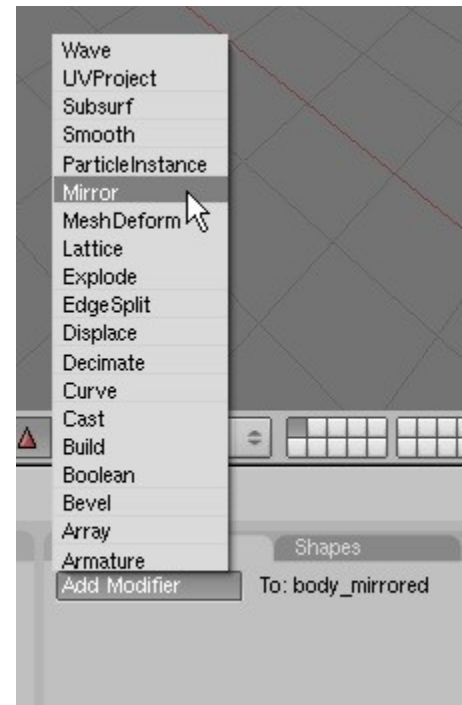 Wave
UVProject
Subsurf
Smooth
ParticleInstance
Mirror
MeshDeform
Lattice
Explode
EdgeSplit
Displace
Decimate
Curve
Cast
Build
Boolean
Bevel
Array
Armature
Shapes
Add Modifier To: body_mirrored